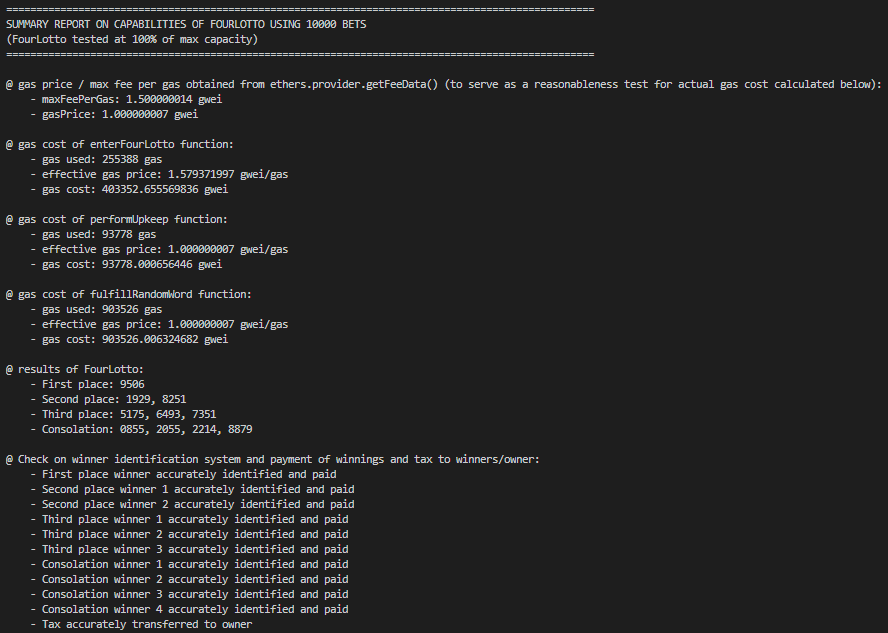 ==================================================================================================
SUMMARY REPORT ON CAPABILITIES OF FOURLOTTO USING 10000 BETS
(FourLotto tested at 100% of max capacity)
==================================================================================================
@ gas price / max fee per gas obtained from ethers.provider.getFeeData() (to serve as a reasonableness test for actual gas cost calculated below):
- maxFeePerGas: 1.500000014 gwei
- gasPrice: 1.000000007 gwei
@ gas cost of enterFourLotto function:
- gas used: 255388 gas
- effective gas price: 1.579371997 gwei/gas
- gas cost: 403352.655569836 gwei
@ gas cost of performUpkeep function:
- gas used: 93778 gas
- effective gas price: 1.000000007 gwei/gas
- gas cost: 93778.000656446 gwei
@ gas cost of fulfillRandomWord function:
- gas used: 903526 gas
- effective gas price: 1.000000007 gwei/gas
- gas cost: 903526.006324682 gwei
@ results of FourLotto:
- First place: 9506
- Second place: 1929, 8251
- Third place: 5175, 6493, 7351
- Consolation: 0855, 2055, 2214, 8879
@ Check on winner identification system and payment of winnings and tax to winners/owner:
- First place winner accurately identified and paid
- Second place winner 1 accurately identified and paid
- Second place winner 2 accurately identified and paid
- Third place winner 1 accurately identified and paid
- Third place winner 2 accurately identified and paid
- Third place winner 3 accurately identified and paid
- Consolation winner 1 accurately identified and paid
- Consolation winner 2 accurately identified and paid
- Consolation winner 3 accurately identified and paid
- Consolation winner 4 accurately identified and paid
- Tax accurately transferred to owner